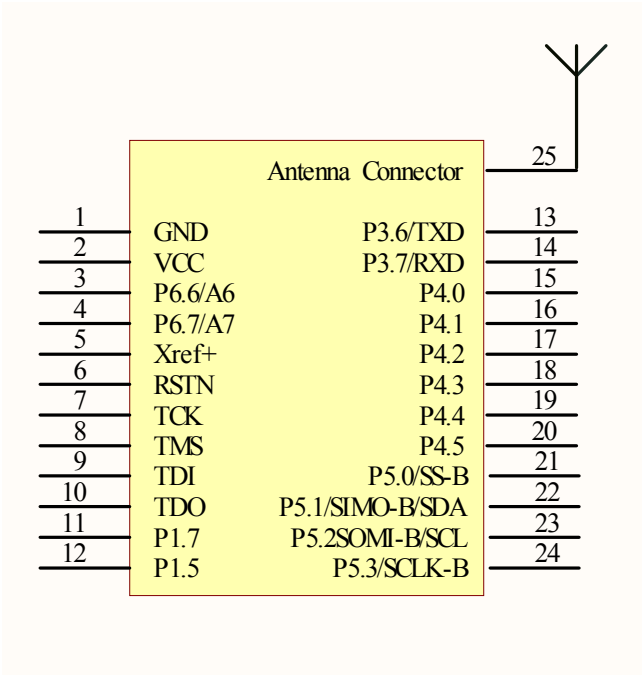 25
Antenna Connector
1 GND P3.6/TXD 13
2 VCC P3.7/RXD 14
3 P6.6/A6 P4.0 15
4 P6.7/A7 P4.1 16
5 Xref+ P4.2 17
6 RSTN P4.3 18
7 TCK P4.4 19
8 TMS P4.5 20
9 TDI P5.0/SS-B 21
10 TDO P5.1/SIMO-B/SDA 22
11 P1.7 P5.2SOMI-B/SCL 23
12 P1.5 P5.3/SCLK-B 24